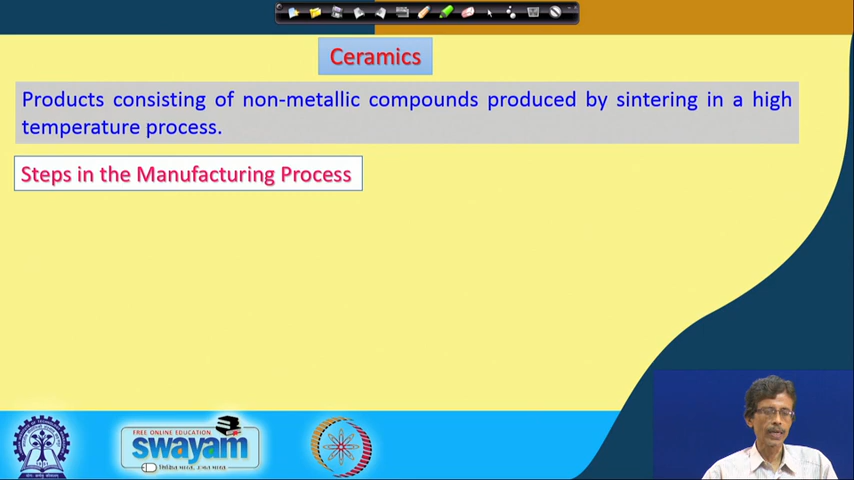 Ceramics
Products consisting of non-metallic compounds produced by sintering in a high
temperature process.
Steps in the Manufacturing Process
FREE ONLINE EDUCATION
swayam